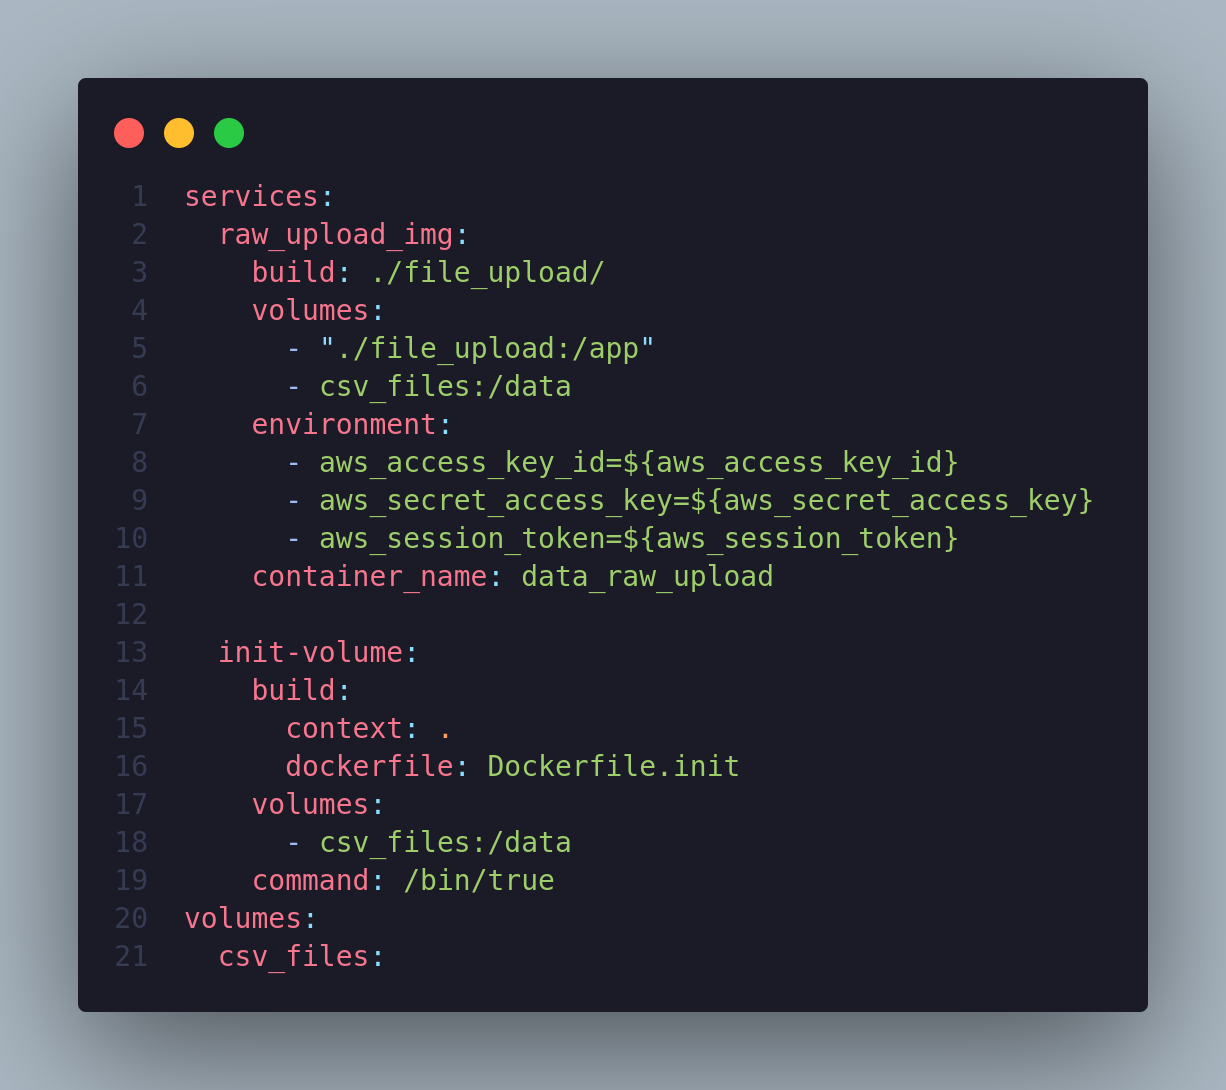 1 services:
2   raw_upload_img:
3     build: ./file_upload/
4     volumes:
5       - "./file_upload:/app"
6       - csv_files:/data
7     environment:
8       - aws_access_key_id=${aws_access_key_id}
9       - aws_secret_access_key=${aws_secret_access_key}
10       - aws_session_token=${aws_session_token}
11     container_name: data_raw_upload
12
13   init-volume:
14     build:
15       context: .
16       dockerfile: Dockerfile.init
17     volumes:
18       - csv_files:/data
19     command: /bin/true
20 volumes:
21   csv_files: